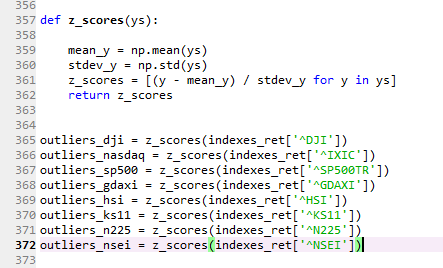 356
357 def z_scores(ys):
358
359     mean_y = np.mean(ys)
360     stdev_y = np.std(ys)
361     z_scores = [(y - mean_y) / stdev_y for y in ys]
362     return z_scores
363
364
365 outliers_dji = z_scores(indexes_ret['^DJI'])
366 outliers_nasdaq = z_scores(indexes_ret['^IXIC'])
367 outliers_sp500 = z_scores(indexes_ret['^SP500TR'])
368 outliers_gdaxi = z_scores(indexes_ret['^GDAXI'])
369 outliers_hsi = z_scores(indexes_ret['^HSI'])
370 outliers_ks11 = z_scores(indexes_ret['^KS11'])
371 outliers_n225 = z_scores(indexes_ret['^N225'])
372 outliers_nsei = z_scores(indexes_ret['^NSEI'])
373